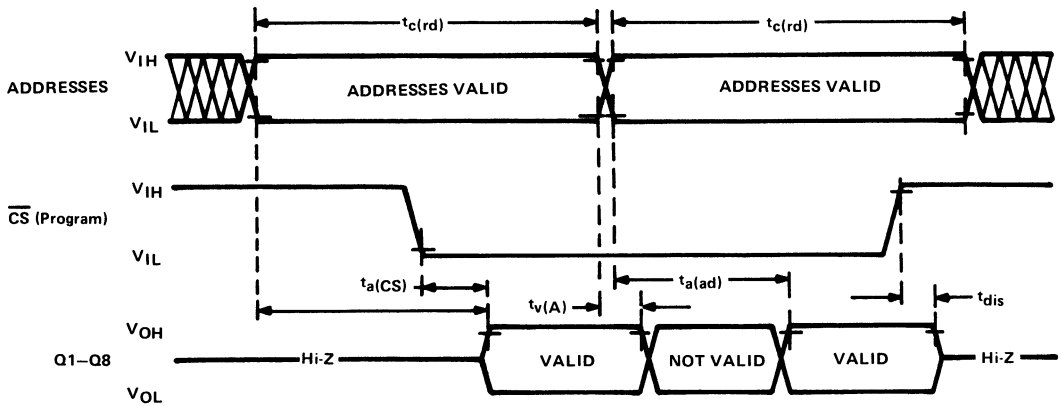 tc(rd) tc(rd)
VIH
ADDRESSES ADDRESSES VALID ADDRESSES VALID
VIL
VIH
CS (Program)
VIL
ta(CS) tv(A) ta(ad) tdis
VOH
Q1–Q8 Hi-Z VALID NOT VALID VALID Hi-Z
VOL